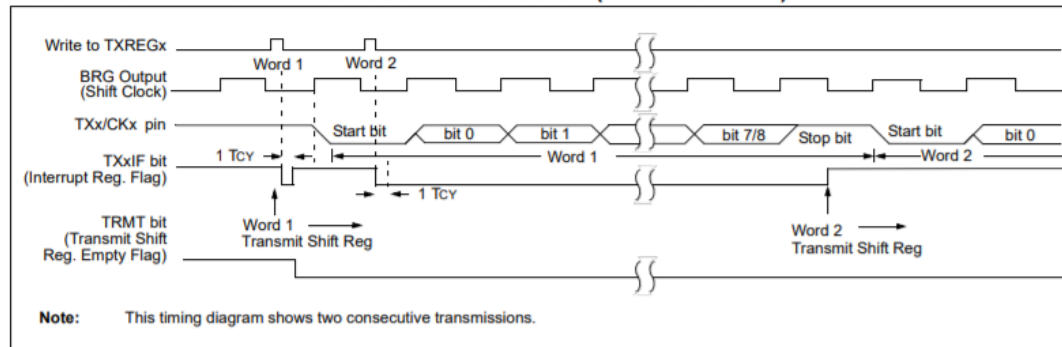 Write to TXREGx
Word 1 Word 2
BRG Output
(Shift Clock)
TXx/CKx pin
Start bit bit 0 bit 1 bit 7/8 Stop bit Start bit bit 0
1 TCY Word 1 Word 2
TXxIF bit
(Interrupt Reg. Flag)
1 TCY
Word 1
Transmit Shift Reg
Word 2
Transmit Shift Reg
TRMT bit
(Transmit Shift
Reg. Empty Flag)
Note: This timing diagram shows two consecutive transmissions.